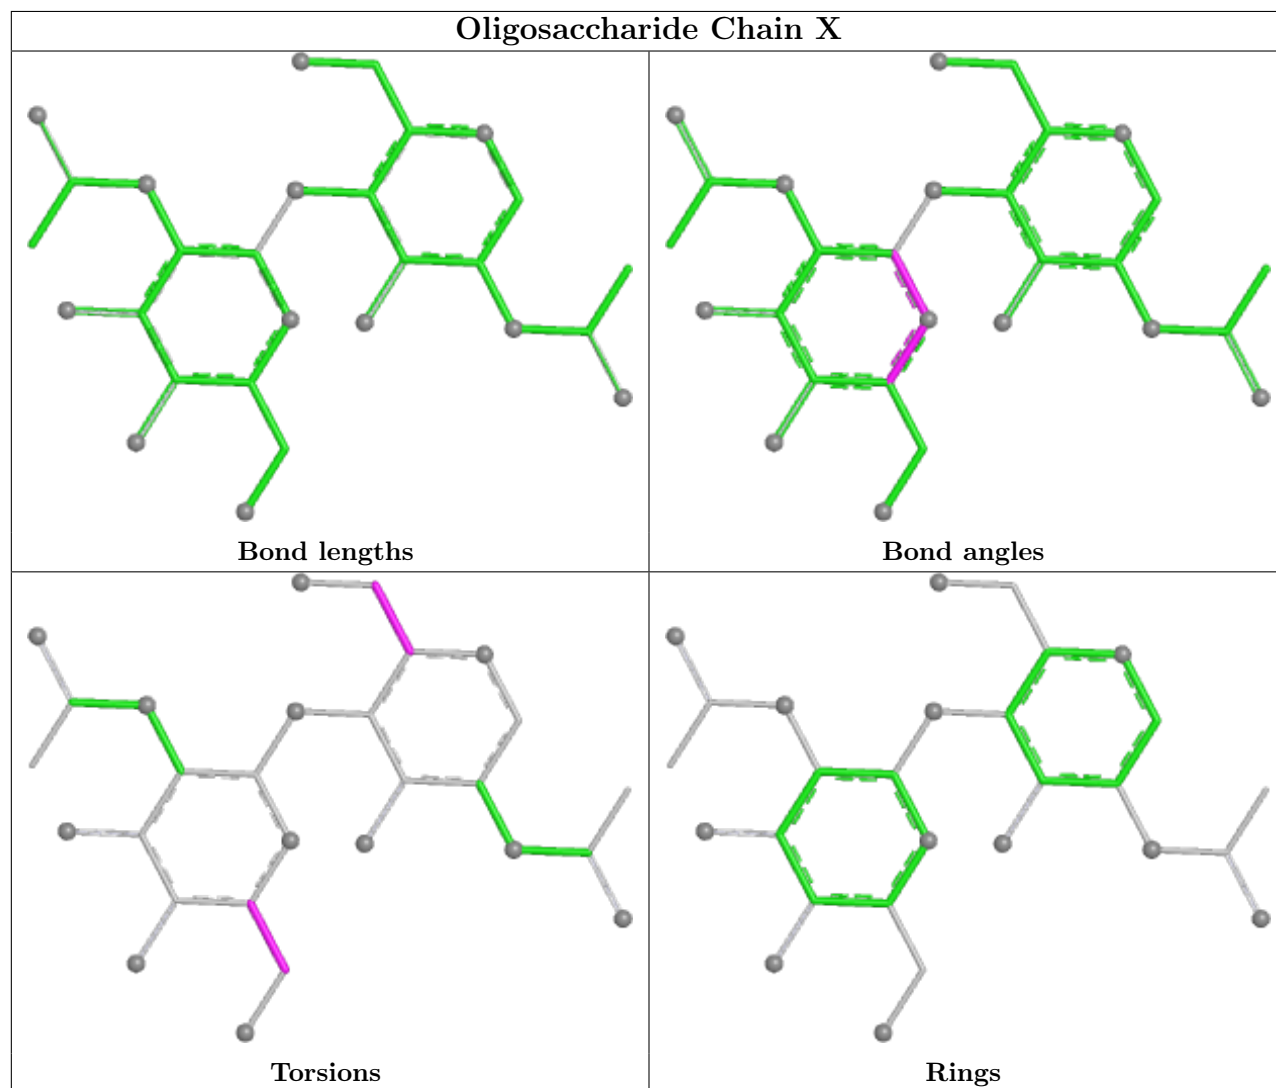 Oligosaccharide Chain X
Bond lengths
Bond angles
Torsions
Rings